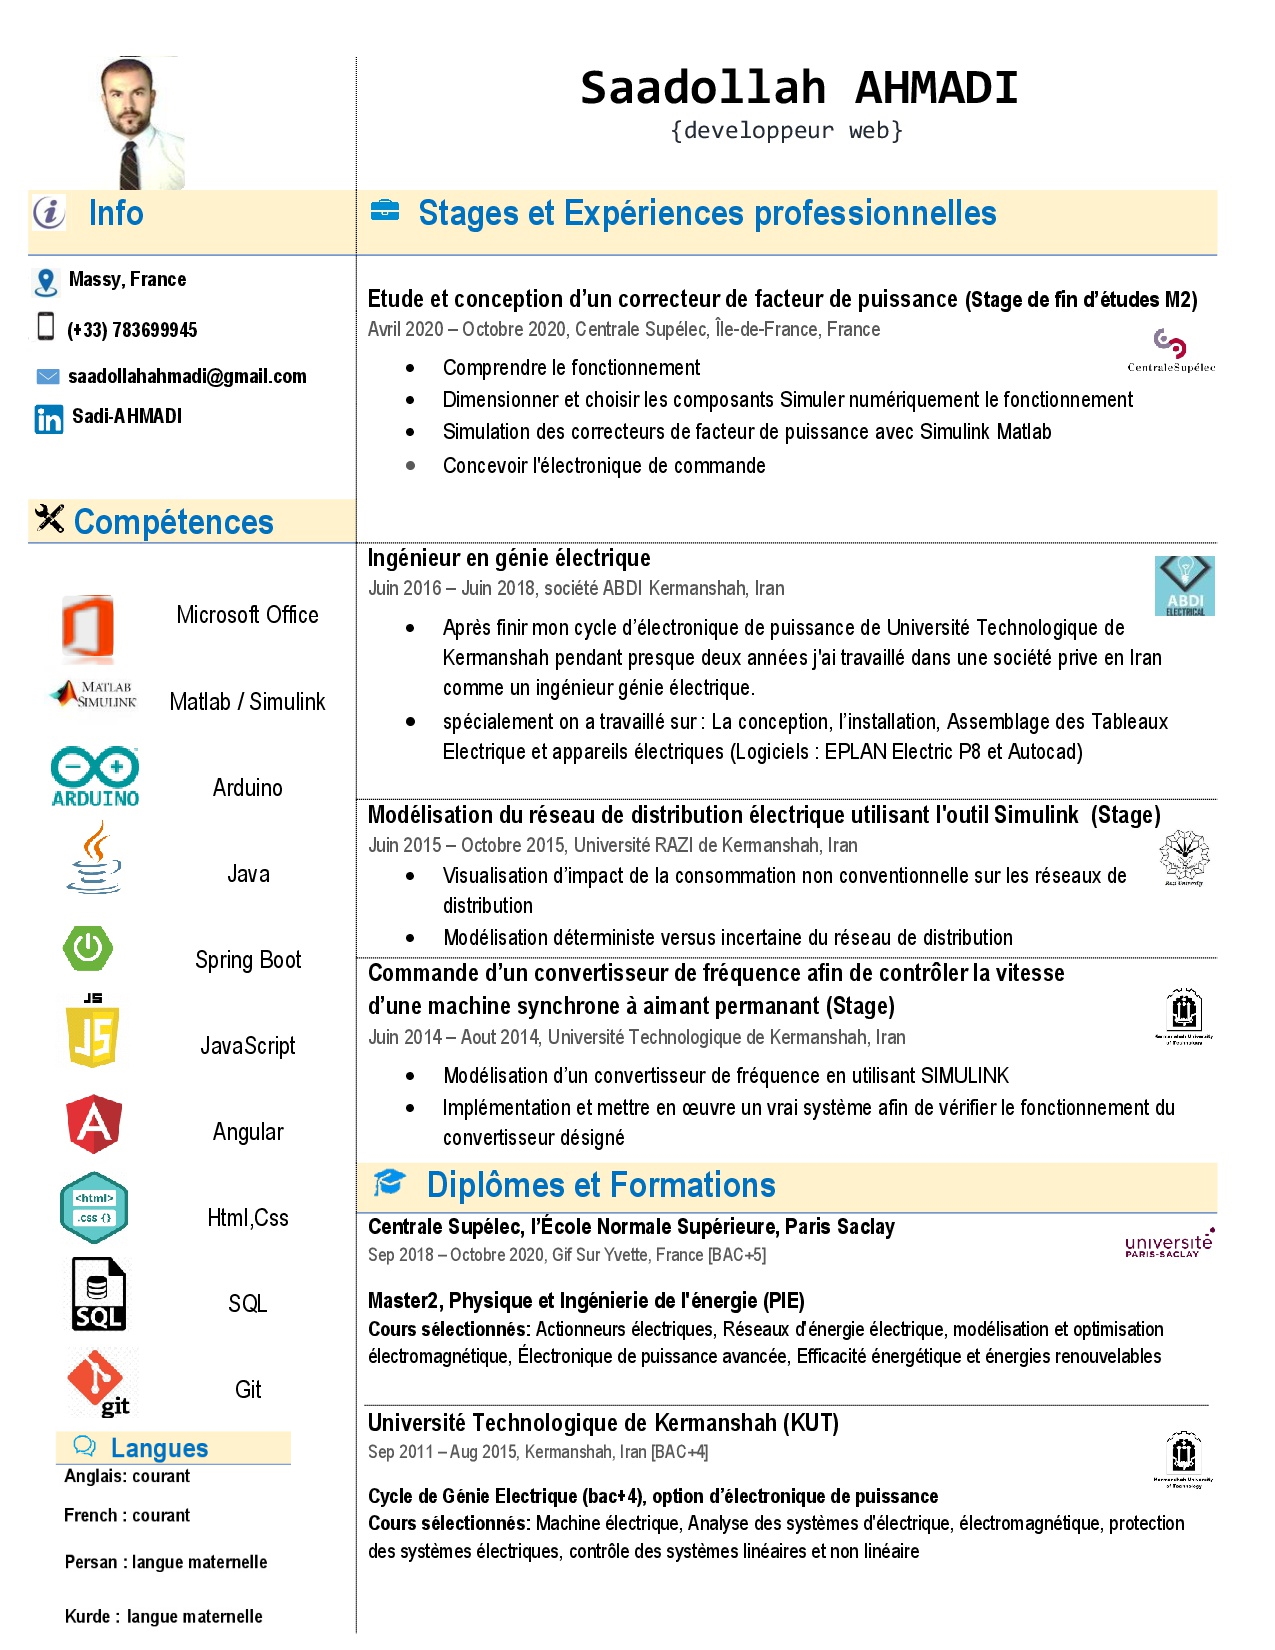 Saadollah AHMADI
{developpeur web}
Info
Massy, France
(+33) 783699945
saadollahahmadi@gmail.com
in Sadi-AHMADI
Compétences
Microsoft Office
MATLAB SIMULINK
Matlab / Simulink
ARDUINO
Arduino
Java
Spring Boot
JS
JS
JavaScript
Angular
<html>
.css {}
Html,Css
SQL
SQL
git
Git
Langues
Anglais: courant
French : courant
Persan : langue maternelle
Kurde : langue maternelle
Stages et Expériences professionnelles
Etude et conception d’un correcteur de facteur de puissance (Stage de fin d’études M2)
Avril 2020 – Octobre 2020, Centrale Supélec, Île-de-France, France
CentraleSupélec
• Comprendre le fonctionnement
• Dimensionner et choisir les composants Simuler numériquement le fonctionnement
• Simulation des correcteurs de facteur de puissance avec Simulink Matlab
• Concevoir l'électronique de commande
Ingénieur en génie électrique
Juin 2016 – Juin 2018, société ABDI Kermanshah, Iran
ABDI
ELECTRICAL
• Après finir mon cycle d’électronique de puissance de Université Technologique de
Kermanshah pendant presque deux années j'ai travaillé dans une société prive en Iran
comme un ingénieur génie électrique.
• spécialement on a travaillé sur : La conception, l’installation, Assemblage des Tableaux
Electrique et appareils électriques (Logiciels : EPLAN Electric P8 et Autocad)
Modélisation du réseau de distribution électrique utilisant l'outil Simulink (Stage)
Juin 2015 – Octobre 2015, Université RAZI de Kermanshah, Iran
Razi University
• Visualisation d’impact de la consommation non conventionnelle sur les réseaux de
distribution
• Modélisation déterministe versus incertaine du réseau de distribution
Commande d’un convertisseur de fréquence afin de contrôler la vitesse
d’une machine synchrone à aimant permanant (Stage)
Juin 2014 – Aout 2014, Université Technologique de Kermanshah, Iran
Kermanshah University
of Technology
• Modélisation d’un convertisseur de fréquence en utilisant SIMULINK
• Implémentation et mettre en œuvre un vrai système afin de vérifier le fonctionnement du
convertisseur désigné
Diplômes et Formations
Centrale Supélec, l’École Normale Supérieure, Paris Saclay
Sep 2018 – Octobre 2020, Gif Sur Yvette, France [BAC+5]
université
PARIS-SACLAY
Master2, Physique et Ingénierie de l'énergie (PIE)
Cours sélectionnés: Actionneurs électriques, Réseaux d'énergie électrique, modélisation et optimisation
électromagnétique, Électronique de puissance avancée, Efficacité énergétique et énergies renouvelables
Université Technologique de Kermanshah (KUT)
Sep 2011 – Aug 2015, Kermanshah, Iran [BAC+4]
Kermanshah University
of Technology
Cycle de Génie Electrique (bac+4), option d’électronique de puissance
Cours sélectionnés: Machine électrique, Analyse des systèmes d'électrique, électromagnétique, protection
des systèmes électriques, contrôle des systèmes linéaires et non linéaire